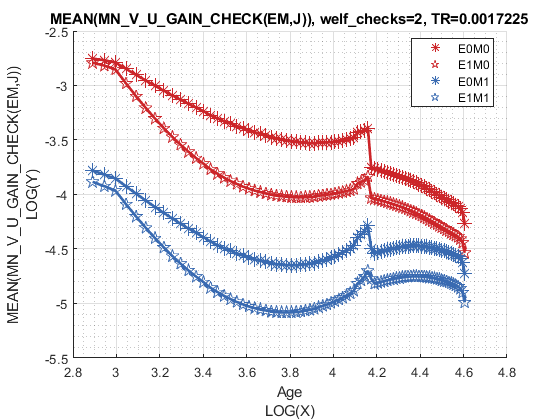 MEAN(MN_V_U_GAIN_CHECK(EM,J)), welf_checks=2, TR=0.0017225
-2.5
-3
-3.5
-4
-4.5
-5
-5.5
MEAN(MN_V_U_GAIN_CHECK(EM,J))
LOG(Y)
E0M0
E1M0
E0M1
E1M1
2.8 3 3.2 3.4 3.6 3.8 4 4.2 4.4 4.6 4.8
Age
LOG(X)